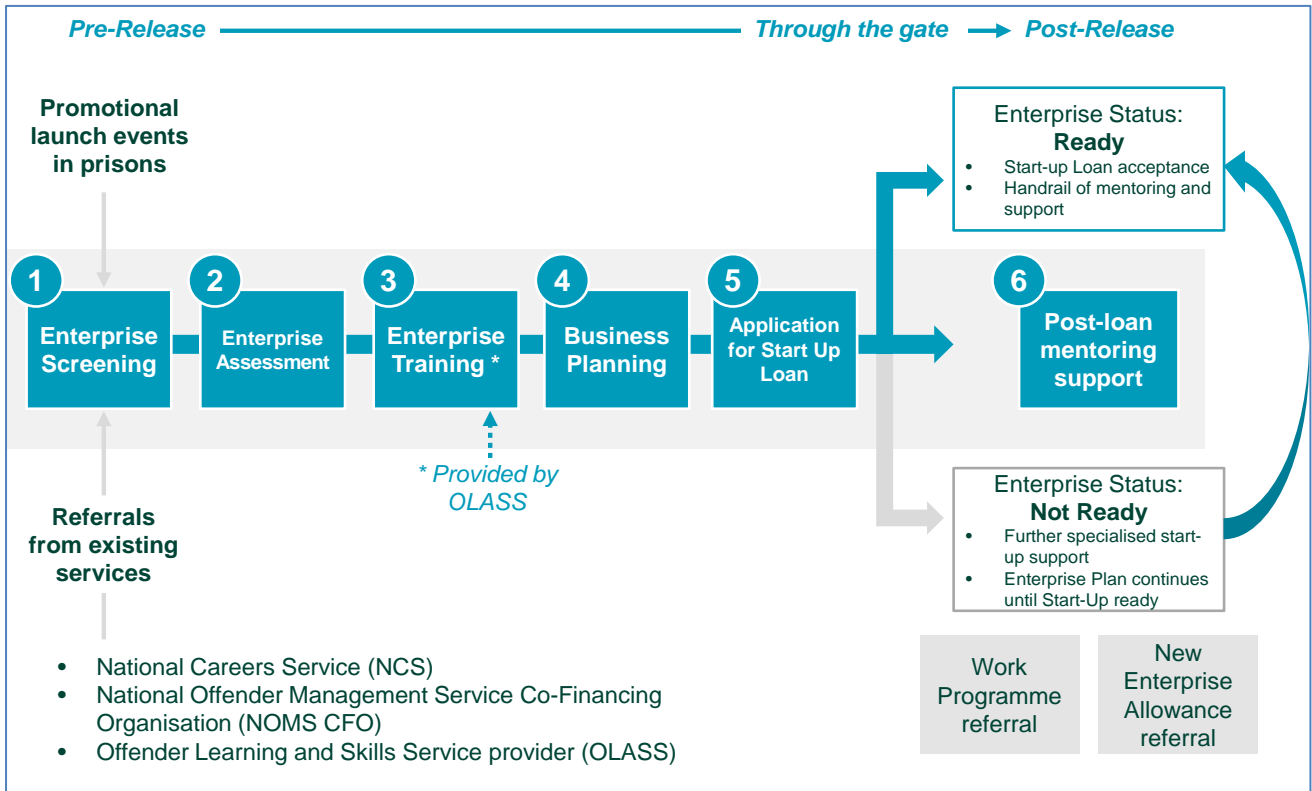 Pre-Release
Through the gate
Post-Release
Promotional
launch events
in prisons
1
Enterprise
Screening
2
Enterprise
Assessment
3
Enterprise
Training *
4
Business
Planning
5
Application
for Start Up
Loan
Enterprise Status:
Ready
• Start-up Loan acceptance
• Handrail of mentoring and
support
6
Post-loan
mentoring
support
* Provided by
OLASS
Enterprise Status:
Not Ready
• Further specialised start-
up support
• Enterprise Plan continues
until Start-Up ready
Referrals
from existing
services
• National Careers Service (NCS)
• National Offender Management Service Co-Financing
Organisation (NOMS CFO)
• Offender Learning and Skills Service provider (OLASS)
Work
Programme
referral
New
Enterprise
Allowance
referral